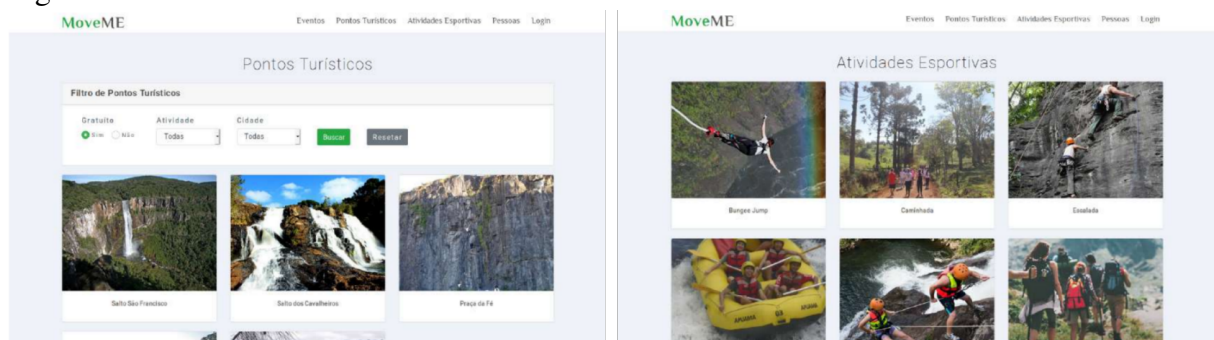 MoveME
Eventos Pontos Turísticos Atividades Esportivas Pessoas Login
Pontos Turísticos
Filtro de Pontos Turísticos
Gratuito Atividade Cidade
Sim Não Todas Todas Buscar Resetar
Salto São Francisco Salto dos Cavalheiros Praça da Fé
MoveME
Eventos Pontos Turísticos Atividades Esportivas Pessoas Login
Atividades Esportivas
Bungee Jump Caminhada Escalada